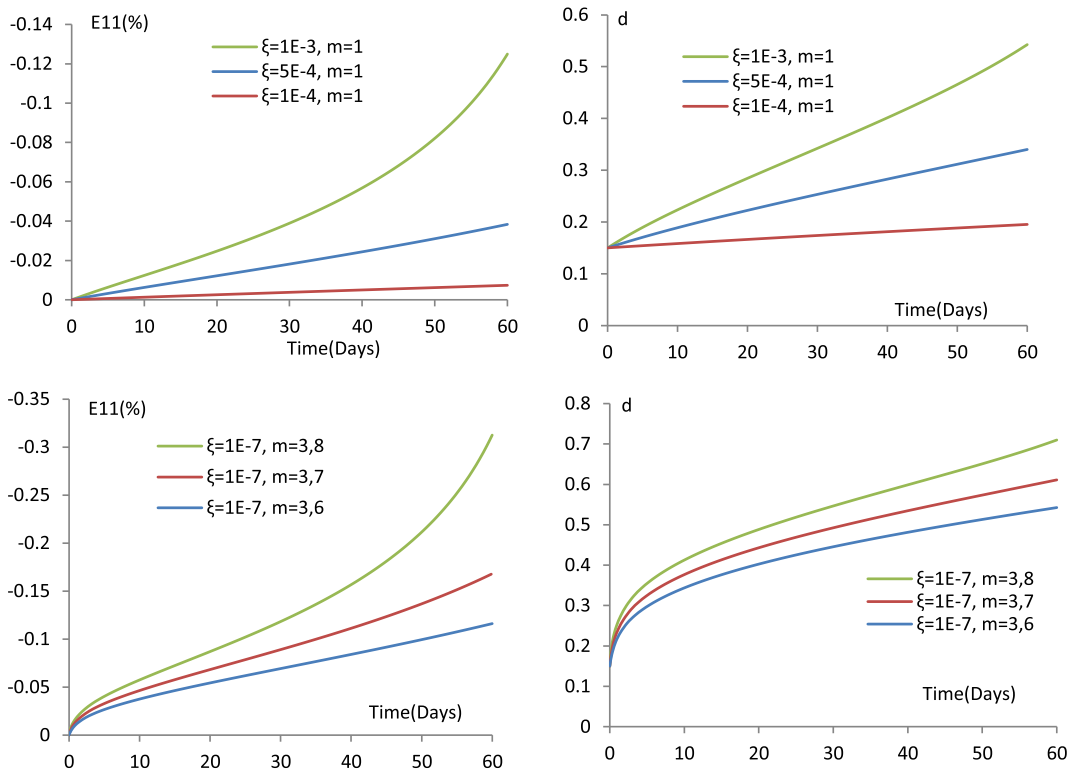 E11(%)
-0.14
-0.12
-0.1
-0.08
-0.06
-0.04
-0.02
0
ξ=1E-3, m=1
ξ=5E-4, m=1
ξ=1E-4, m=1
0 10 20 30 40 50 60
Time(Days)
d
0.6
0.5
0.4
0.3
0.2
0.1
0
ξ=1E-3, m=1
ξ=5E-4, m=1
ξ=1E-4, m=1
Time(Days)
0 10 20 30 40 50 60
E11(%)
-0.35
-0.3
-0.25
-0.2
-0.15
-0.1
-0.05
0
ξ=1E-7, m=3,8
ξ=1E-7, m=3,7
ξ=1E-7, m=3,6
Time(Days)
0 10 20 30 40 50 60
d
0.8
0.7
0.6
0.5
0.4
0.3
0.2
0.1
0
ξ=1E-7, m=3,8
ξ=1E-7, m=3,7
ξ=1E-7, m=3,6
Time(Days)
0 10 20 30 40 50 60